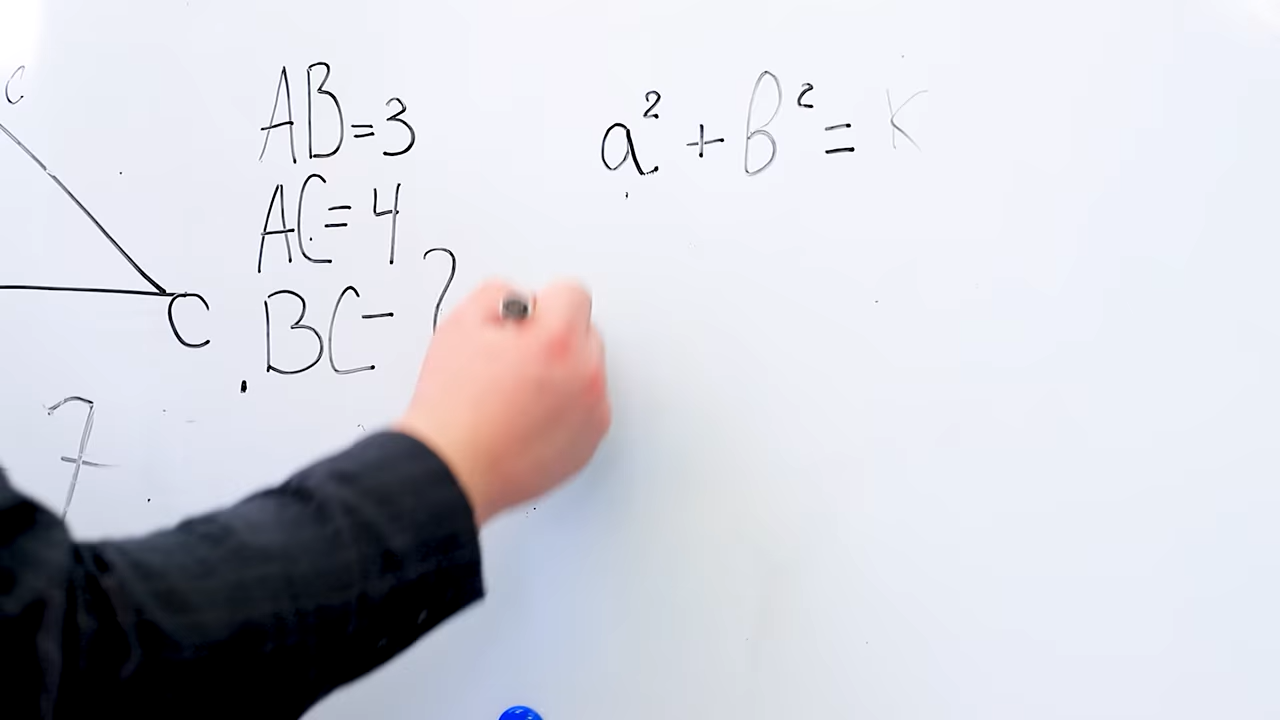 c
AB=3
a² + B² = K
AC=4
BC- ?
C
7